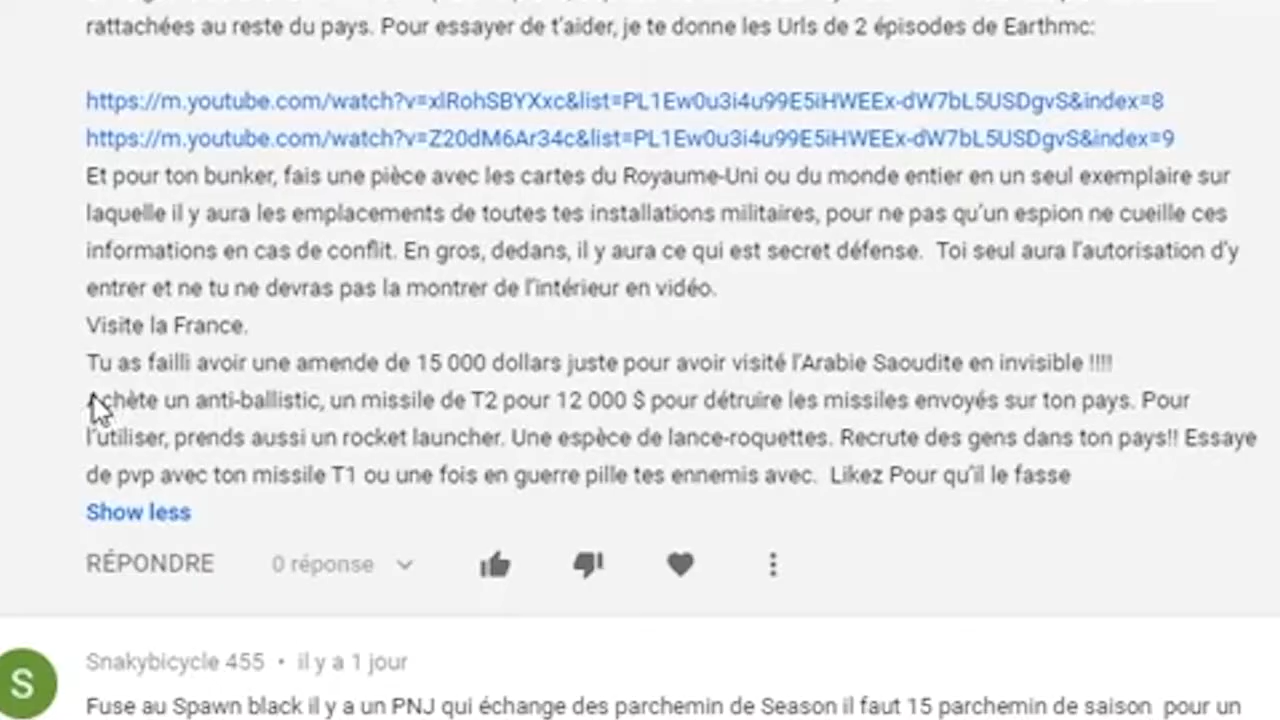 rattachées au reste du pays. Pour essayer de t'aider, je te donne les Urls de 2 épisodes de Earthmc:
https://m.youtube.com/watch?v=xlRohSBYXxc&list=PL1Ew0u3i4u99E5iHWEEx-dW7bL5USDgvS&index=8
https://m.youtube.com/watch?v=Z20dM6Ar34c&list=PL1Ew0u3i4u99E5iHWEEx-dW7bL5USDgvS&index=9
Et pour ton bunker, fais une pièce avec les cartes du Royaume-Uni ou du monde entier en un seul exemplaire sur
laquelle il y aura les emplacements de toutes tes installations militaires, pour ne pas qu'un espion ne cueille ces
informations en cas de conflit. En gros, dedans, il y aura ce qui est secret défense.  Toi seul aura l'autorisation d'y
entrer et ne tu ne devras pas la montrer de l'intérieur en vidéo.
Visite la France.
Tu as failli avoir une amende de 15 000 dollars juste pour avoir visité l'Arabie Saoudite en invisible !!!!
Achète un anti-ballistic, un missile de T2 pour 12 000 $ pour détruire les missiles envoyés sur ton pays. Pour
l'utiliser, prends aussi un rocket launcher. Une espèce de lance-roquettes. Recrute des gens dans ton pays!! Essaye
de pvp avec ton missile T1 ou une fois en guerre pille tes ennemis avec.  Likez Pour qu'il le fasse
Show less
RÉPONDRE 0 réponse
S
Snakybicycle 455 • il y a 1 jour
Fuse au Spawn black il y a un PNJ qui échange des parchemin de Season il faut 15 parchemin de saison  pour un